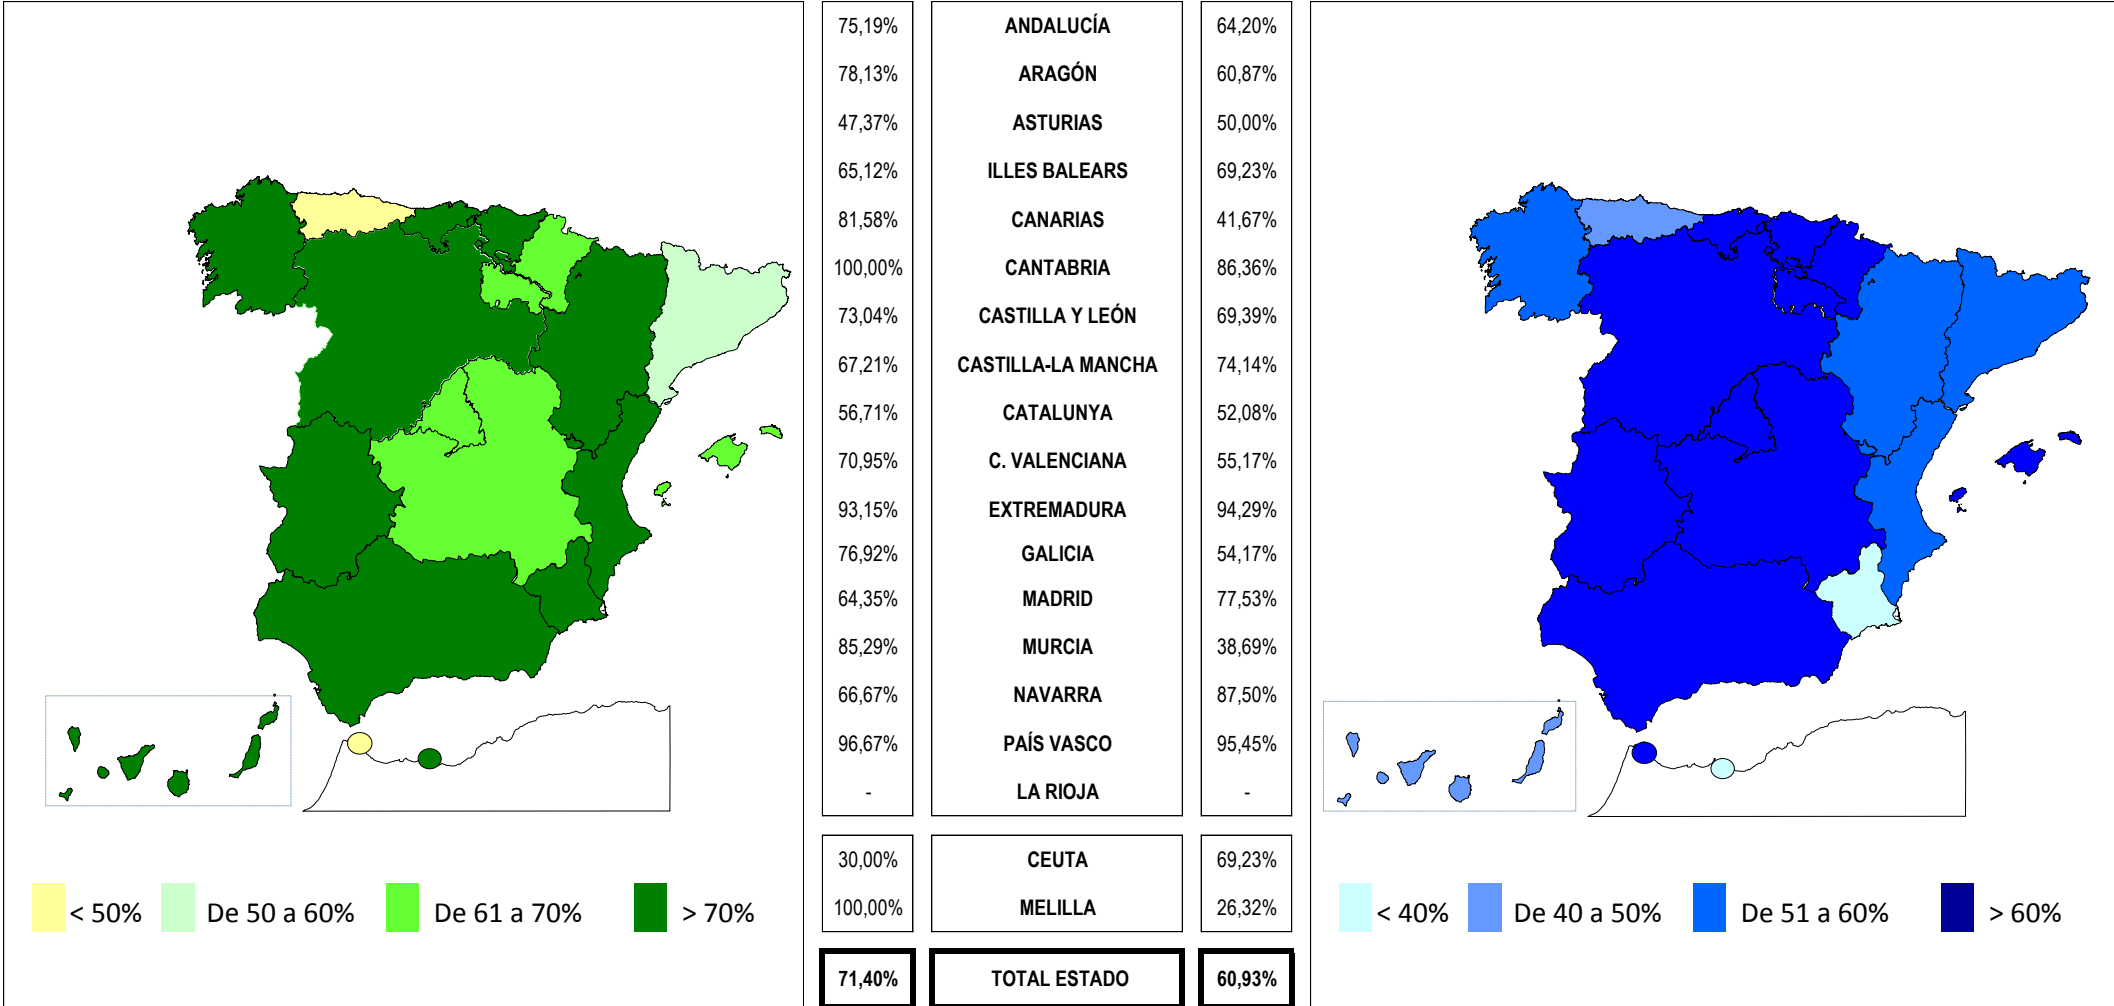 75,19% ANDALUCÍA 64,20%
78,13% ARAGÓN 60,87%
47,37% ASTURIAS 50,00%
65,12% ILLES BALEARS 69,23%
81,58% CANARIAS 41,67%
100,00% CANTABRIA 86,36%
73,04% CASTILLA Y LEÓN 69,39%
67,21% CASTILLA-LA MANCHA 74,14%
56,71% CATALUNYA 52,08%
70,95% C. VALENCIANA 55,17%
93,15% EXTREMADURA 94,29%
76,92% GALICIA 54,17%
64,35% MADRID 77,53%
85,29% MURCIA 38,69%
66,67% NAVARRA 87,50%
96,67% PAÍS VASCO 95,45%
- LA RIOJA -
30,00% CEUTA 69,23%
100,00% MELILLA 26,32%
71,40% TOTAL ESTADO 60,93%
< 50% De 50 a 60% De 61 a 70% > 70%
< 40% De 40 a 50% De 51 a 60% > 60%